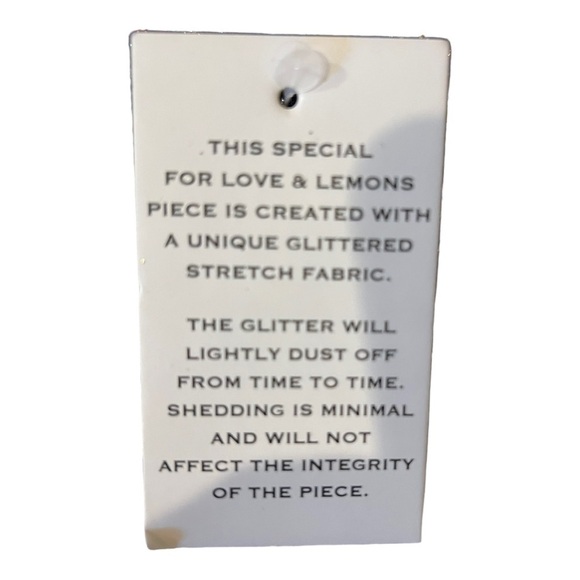 THIS SPECIAL
FOR LOVE & LEMONS
PIECE IS CREATED WITH
A UNIQUE GLITTERED
STRETCH FABRIC.
THE GLITTER WILL
LIGHTLY DUST OFF
FROM TIME TO TIME.
SHEDDING IS MINIMAL
AND WILL NOT
AFFECT THE INTEGRITY
OF THE PIECE.